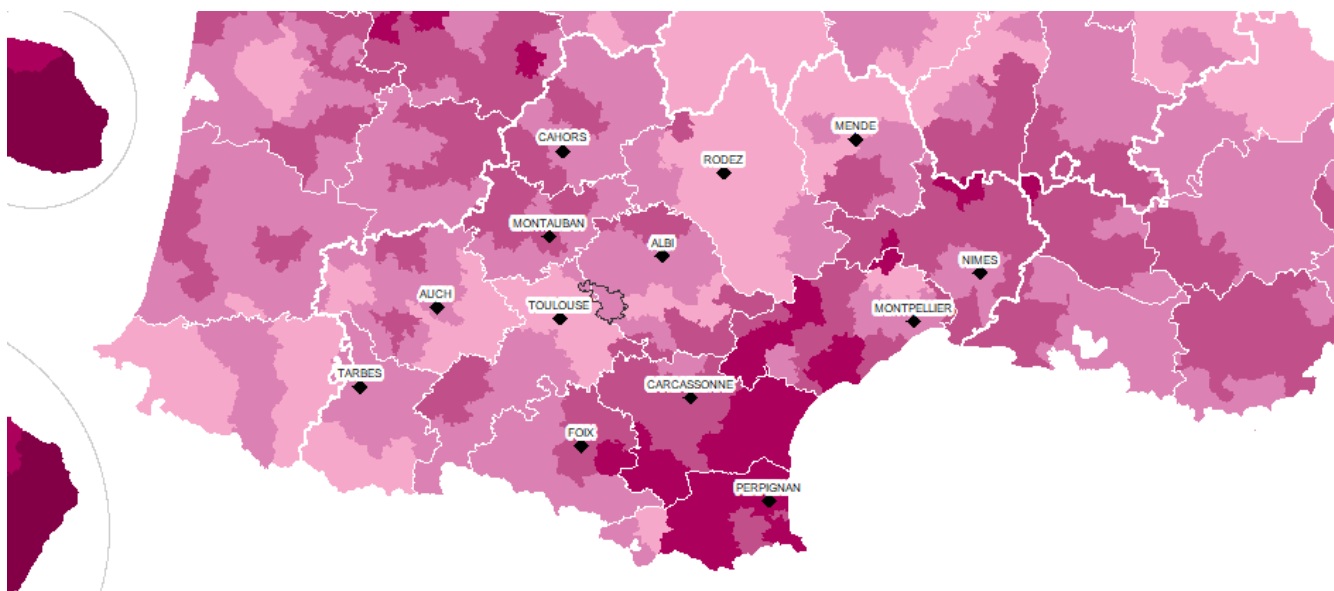 MENDE
CAHORS
RODEZ
MONTAUBAN
ALBI
NIMES
AUCH
TOULOUSE
MONTPELLIER
TARBES
CARCASSONNE
FOIX
PERPIGNAN